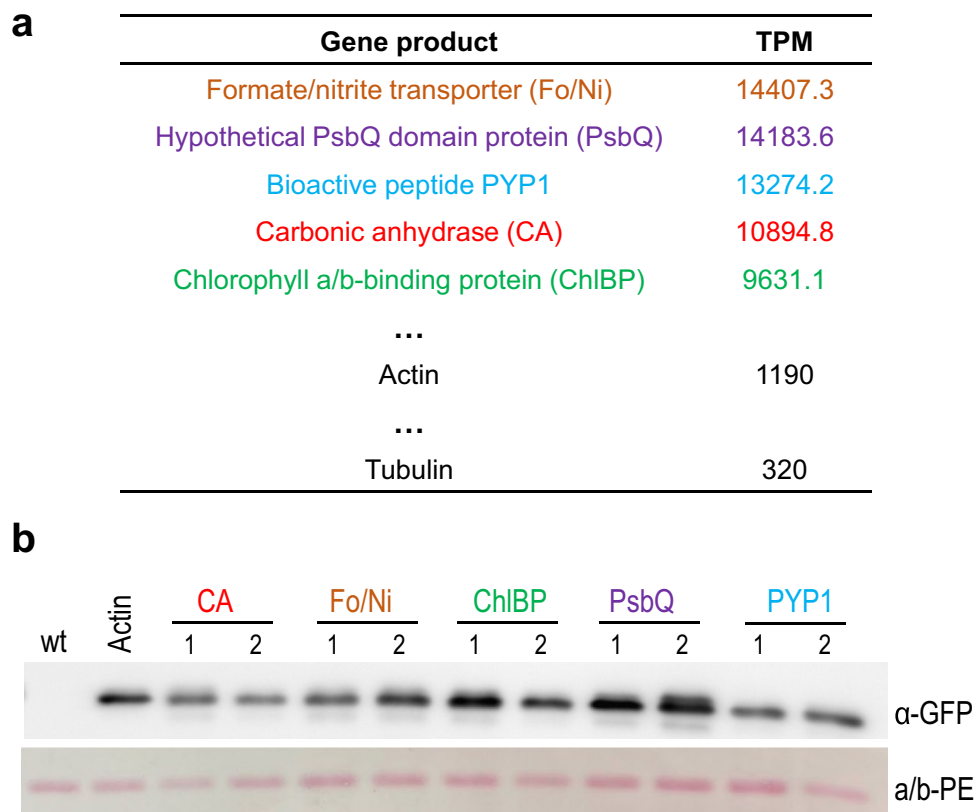 a
Gene product TPM
Formate/nitrite transporter (Fo/Ni) 14407.3
Hypothetical PsbQ domain protein (PsbQ) 14183.6
Bioactive peptide PYP1 13274.2
Carbonic anhydrase (CA) 10894.8
Chlorophyll a/b-binding protein (ChlBP) 9631.1
...
Actin 1190
...
Tubulin 320
b
wt Actin CA Fo/Ni ChlBP PsbQ PYP1
1 2 1 2 1 2 1 2 1 2
α-GFP
a/b-PE